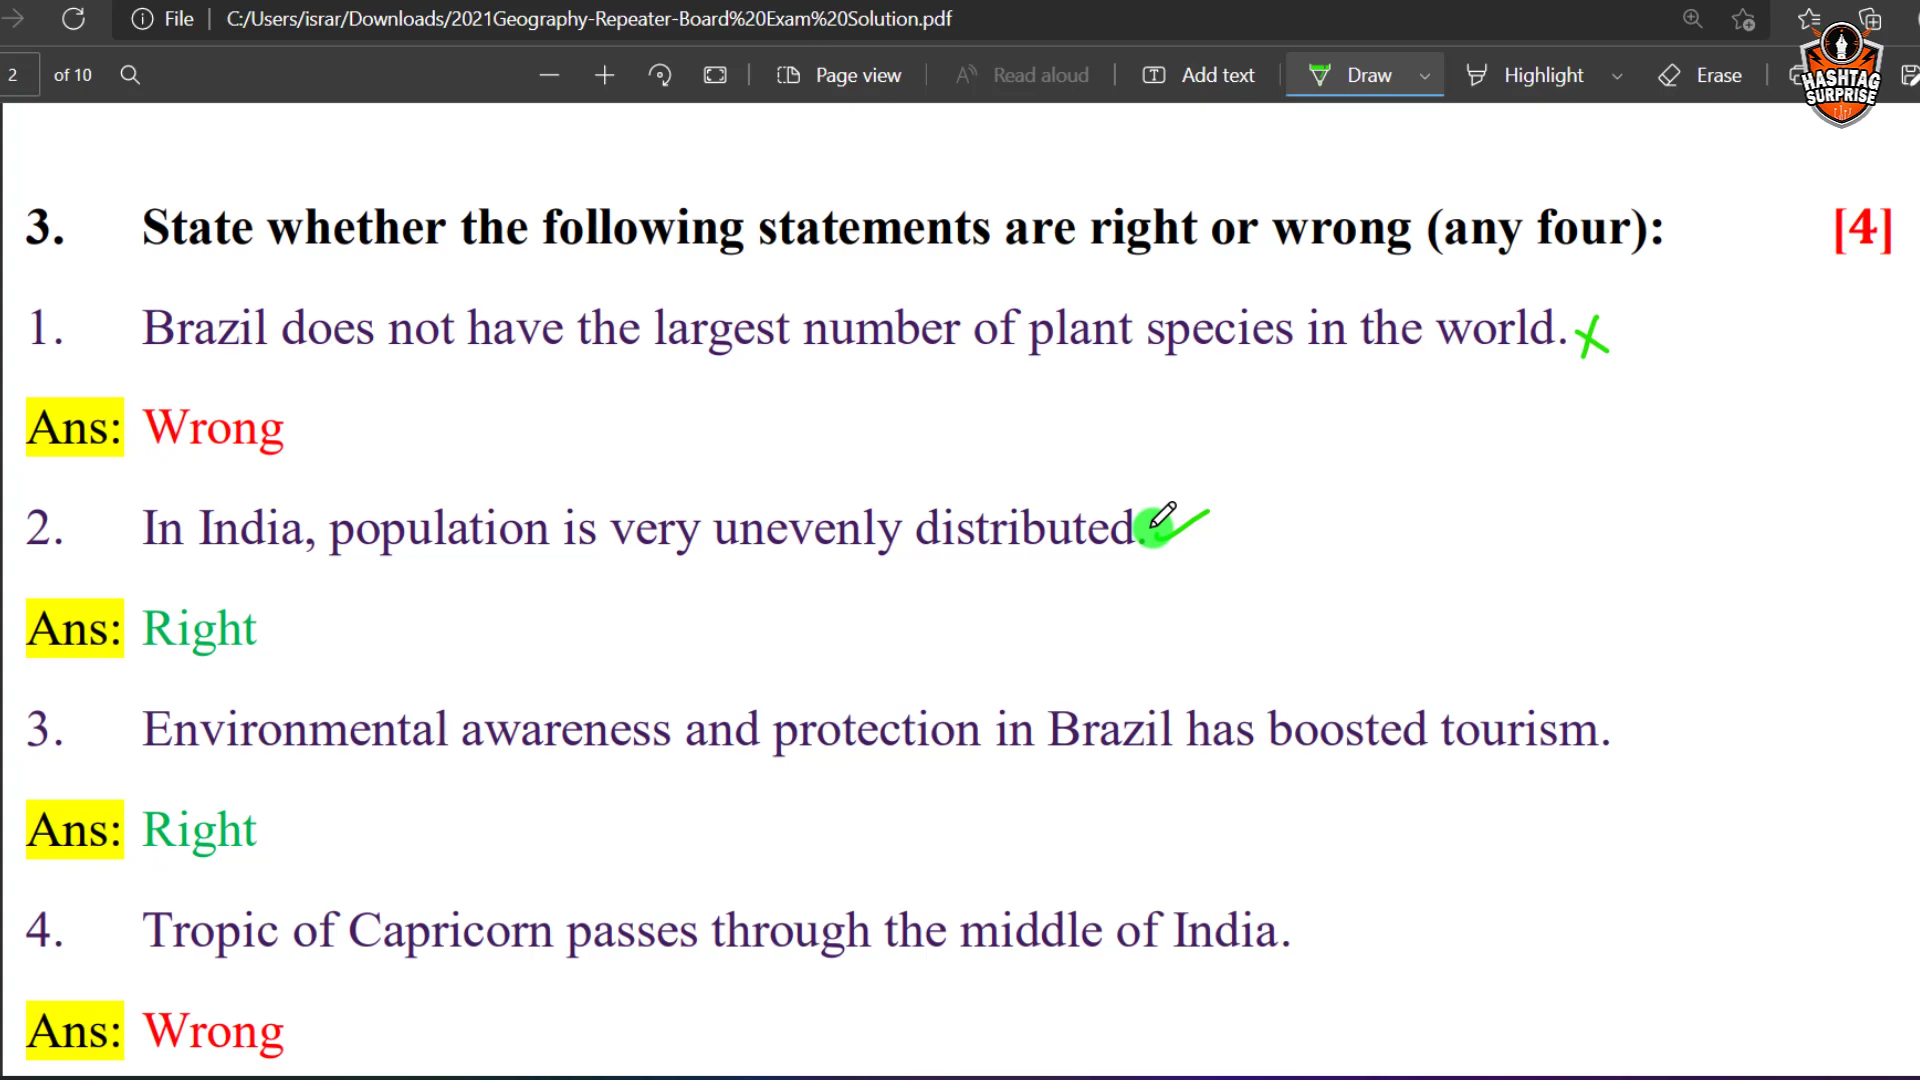 File | C:/Users/israr/Downloads/2021Geography-Repeater-Board%20Exam%20Solution.pdf
2 of 10 Page view Read aloud Add text Draw Highlight Erase
HASHTAG
SURPRISE
3. State whether the following statements are right or wrong (any four): [4]
1. Brazil does not have the largest number of plant species in the world.
Ans: Wrong
2. In India, population is very unevenly distributed.
Ans: Right
3. Environmental awareness and protection in Brazil has boosted tourism.
Ans: Right
4. Tropic of Capricorn passes through the middle of India.
Ans: Wrong